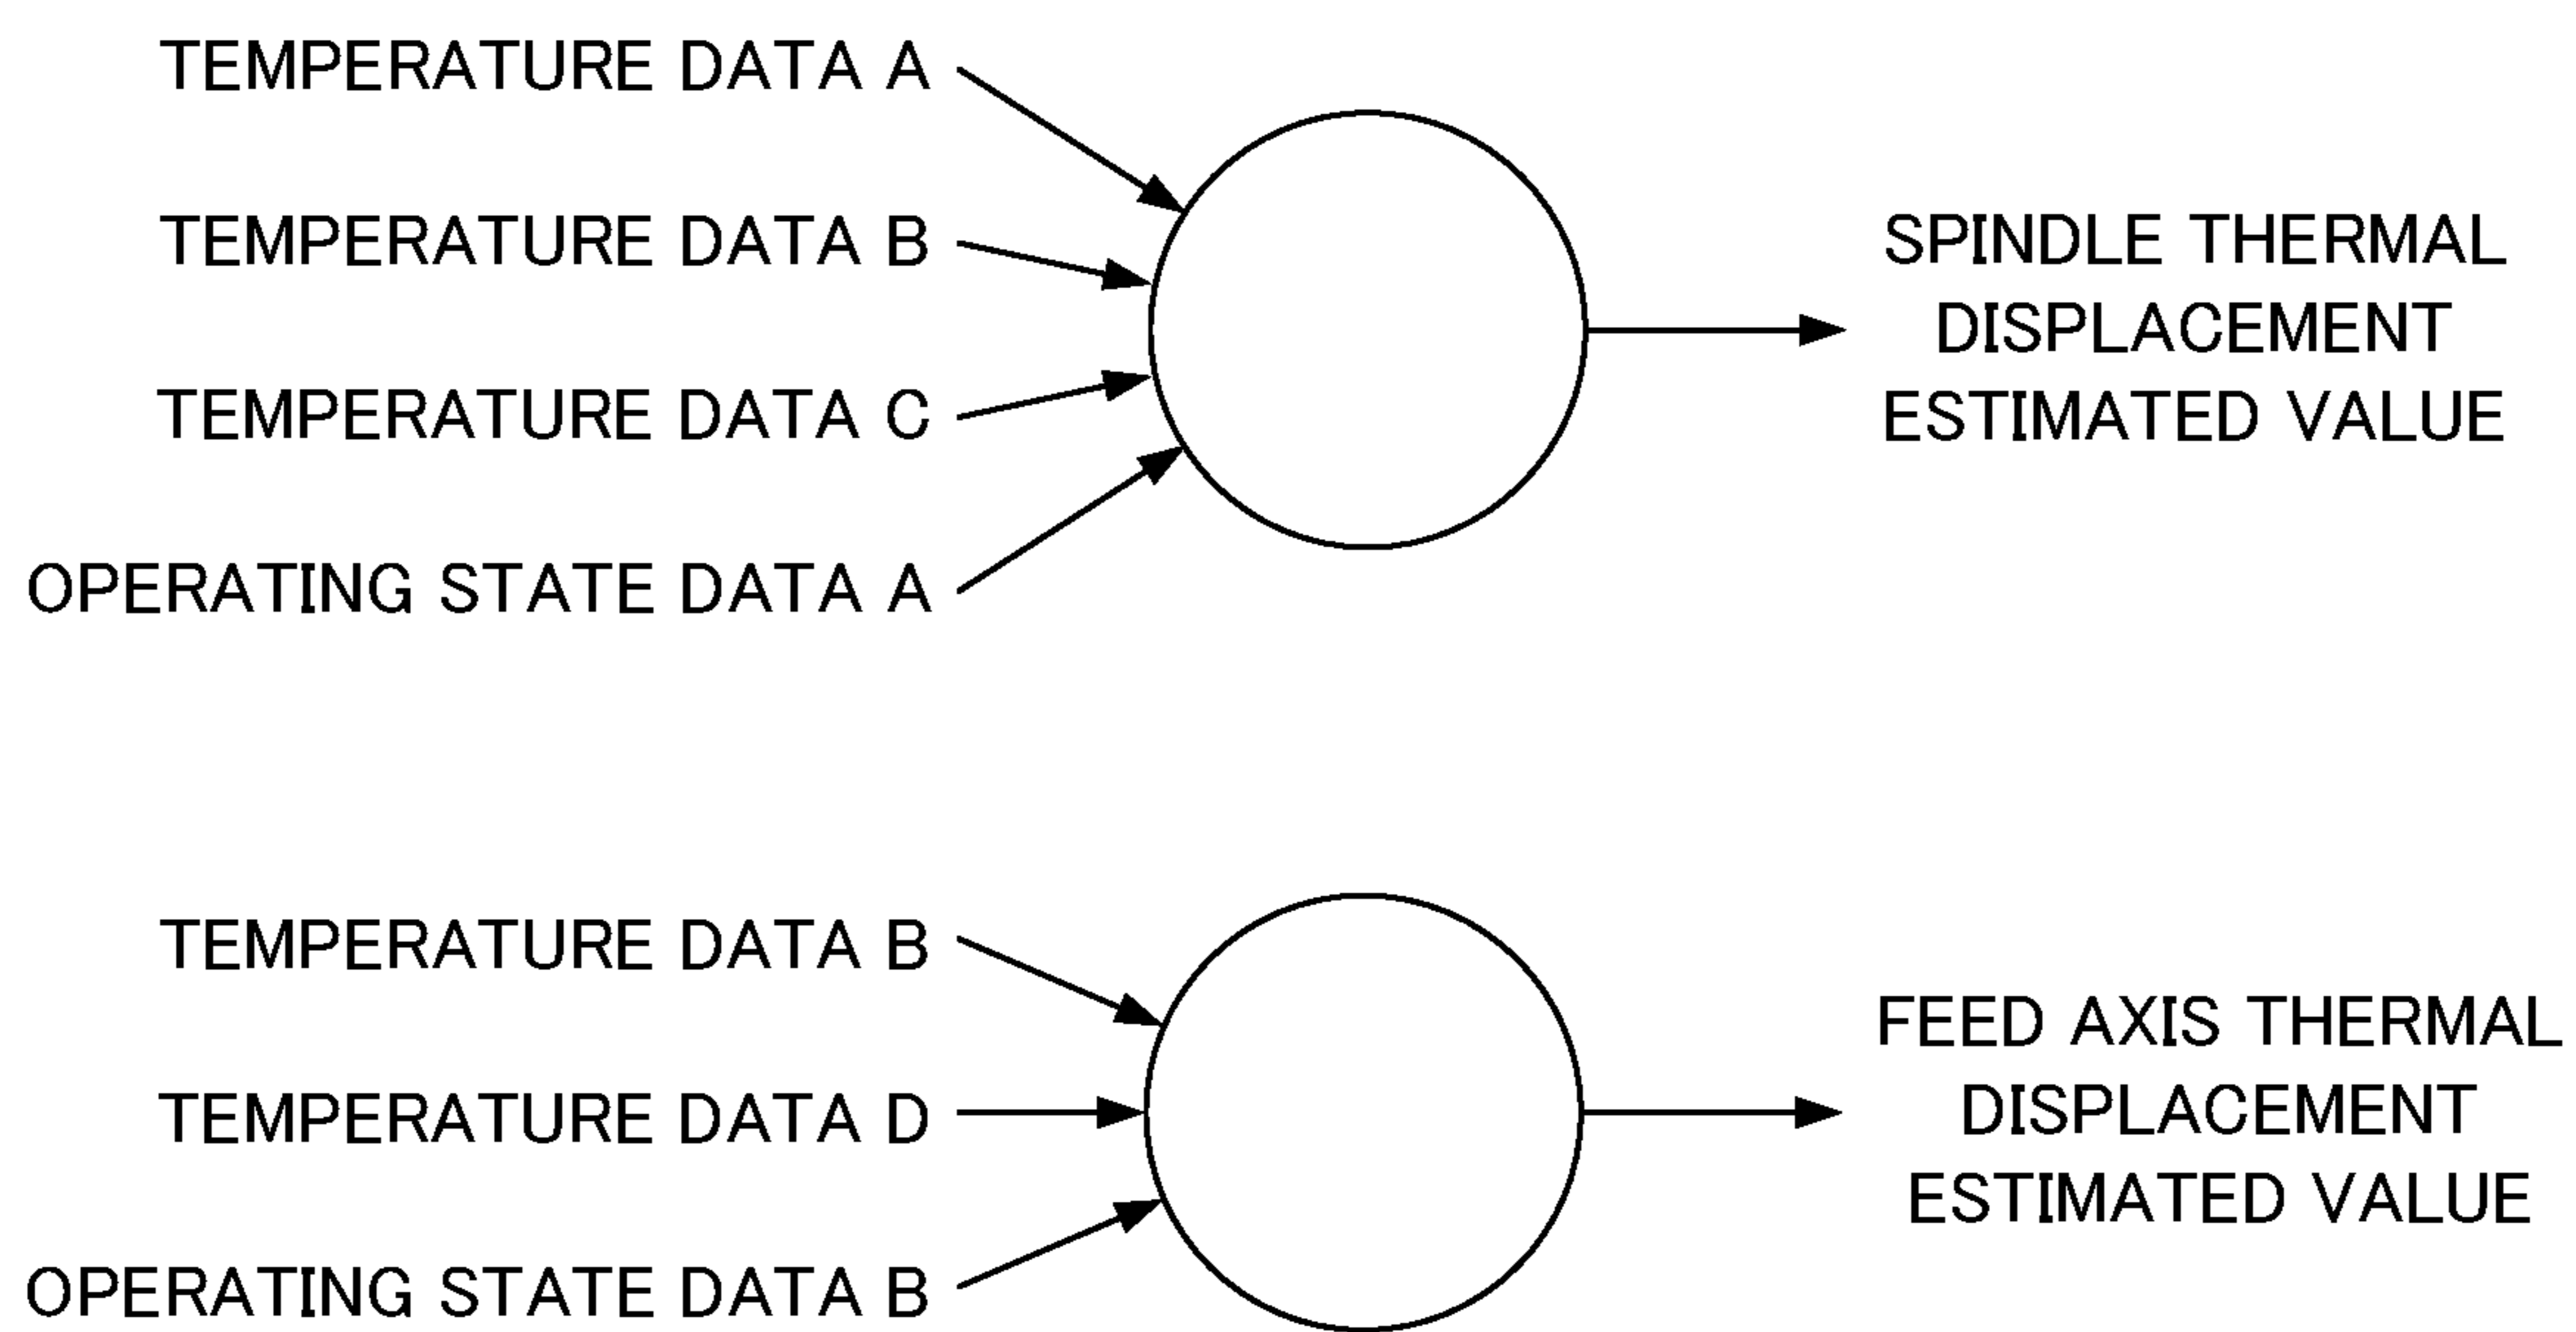 TEMPERATURE DATA A
TEMPERATURE DATA B
TEMPERATURE DATA C
OPERATING STATE DATA A
SPINDLE THERMAL
DISPLACEMENT
ESTIMATED VALUE
TEMPERATURE DATA B
TEMPERATURE DATA D
OPERATING STATE DATA B
FEED AXIS THERMAL
DISPLACEMENT
ESTIMATED VALUE